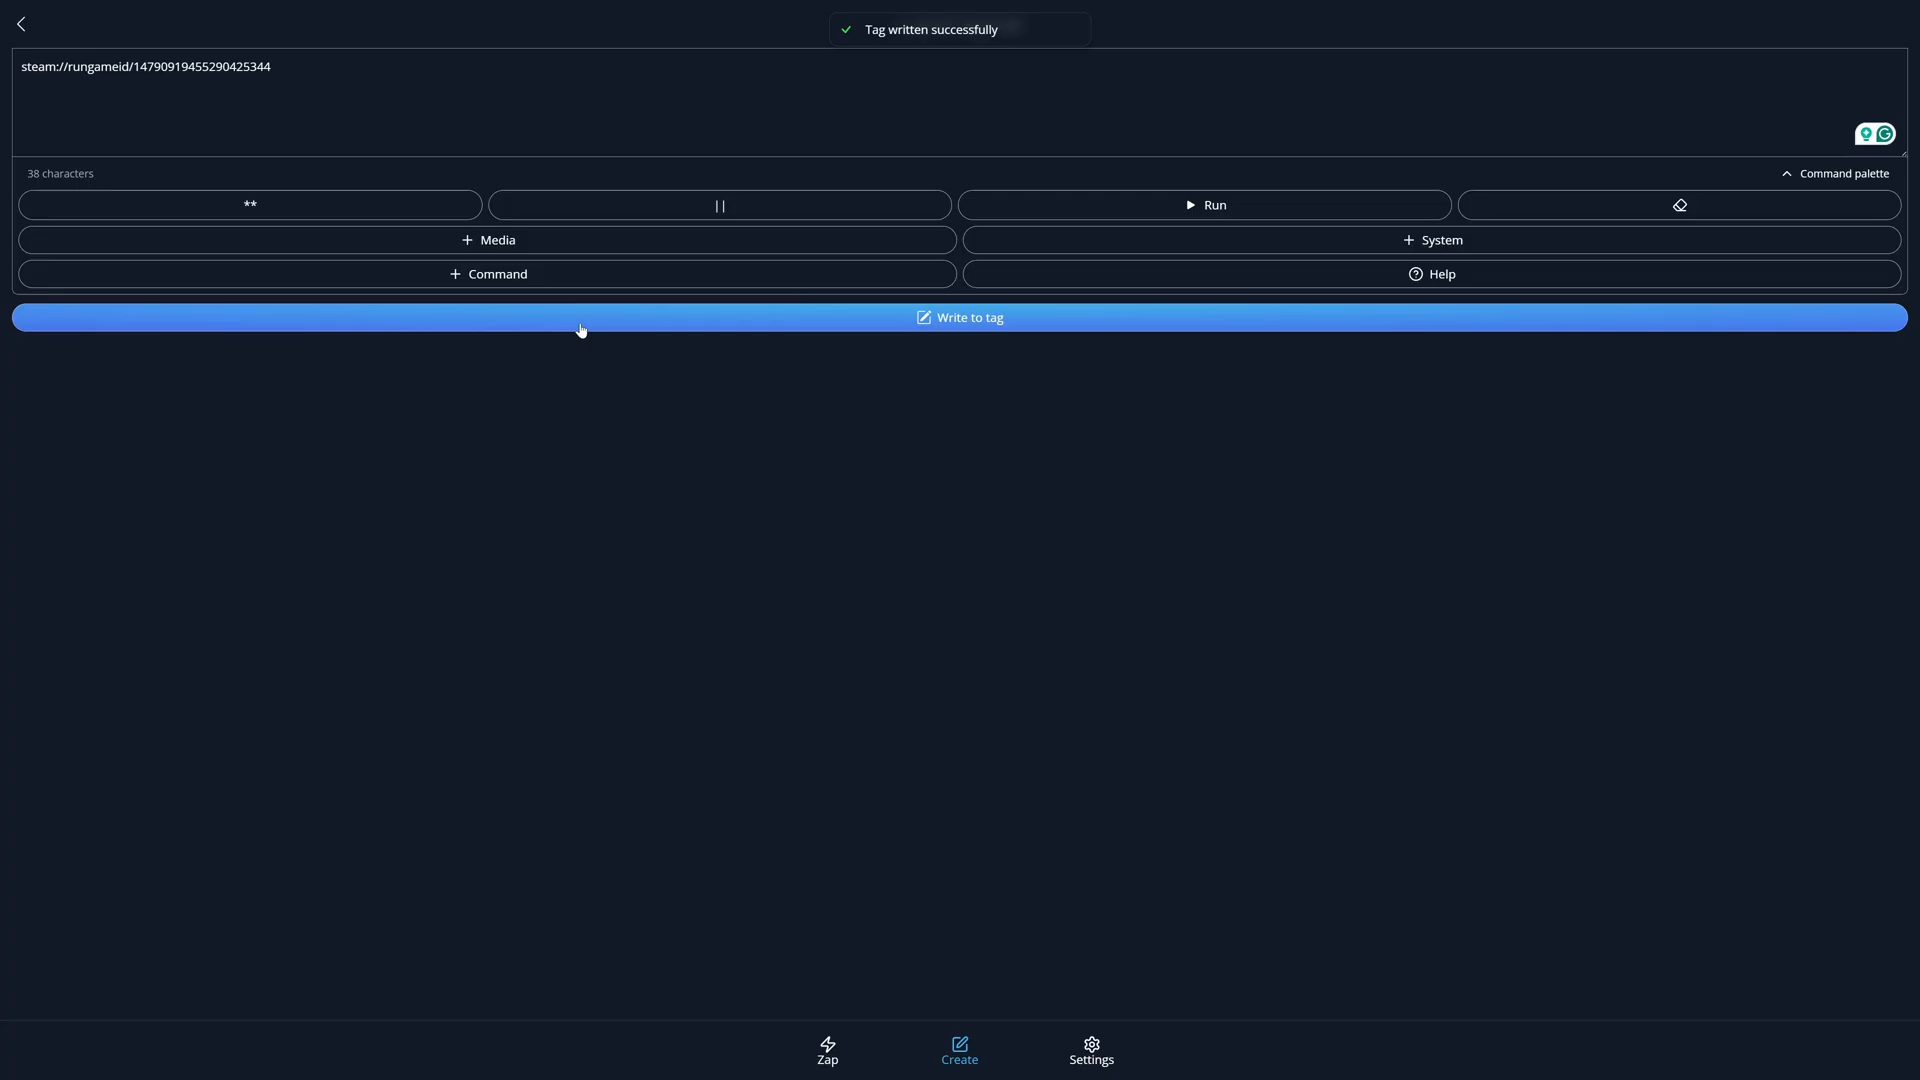 Tag written successfully
steam://rungameid/14790919455290425344
38 characters
Command palette
**
||
Run
Media
System
Command
Help
Write to tag
Zap
Create
Settings